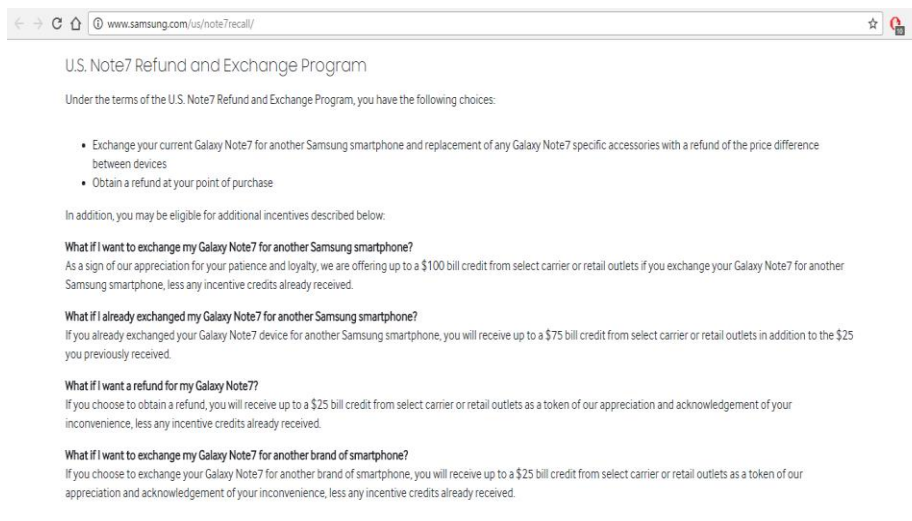 www.samsung.com/us/note7recall/
10
U.S. Note7 Refund and Exchange Program
Under the terms of the U.S. Note7 Refund and Exchange Program, you have the following choices:
• Exchange your current Galaxy Note7 for another Samsung smartphone and replacement of any Galaxy Note7 specific accessories with a refund of the price difference
between devices
• Obtain a refund at your point of purchase
In addition, you may be eligible for additional incentives described below:
What if I want to exchange my Galaxy Note7 for another Samsung smartphone?
As a sign of our appreciation for your patience and loyalty, we are offering up to a $100 bill credit from select carrier or retail outlets if you exchange your Galaxy Note7 for another
Samsung smartphone, less any incentive credits already received.
What if I already exchanged my Galaxy Note7 for another Samsung smartphone?
If you already exchanged your Galaxy Note7 device for another Samsung smartphone, you will receive up to a $75 bill credit from select carrier or retail outlets in addition to the $25
you previously received.
What if I want a refund for my Galaxy Note7?
If you choose to obtain a refund, you will receive up to a $25 bill credit from select carrier or retail outlets as a token of our appreciation and acknowledgement of your
inconvenience, less any incentive credits already received.
What if I want to exchange my Galaxy Note7 for another brand of smartphone?
If you choose to exchange your Galaxy Note7 for another brand of smartphone, you will receive up to a $25 bill credit from select carrier or retail outlets as a token of our
appreciation and acknowledgement of your inconvenience, less any incentive credits already received.